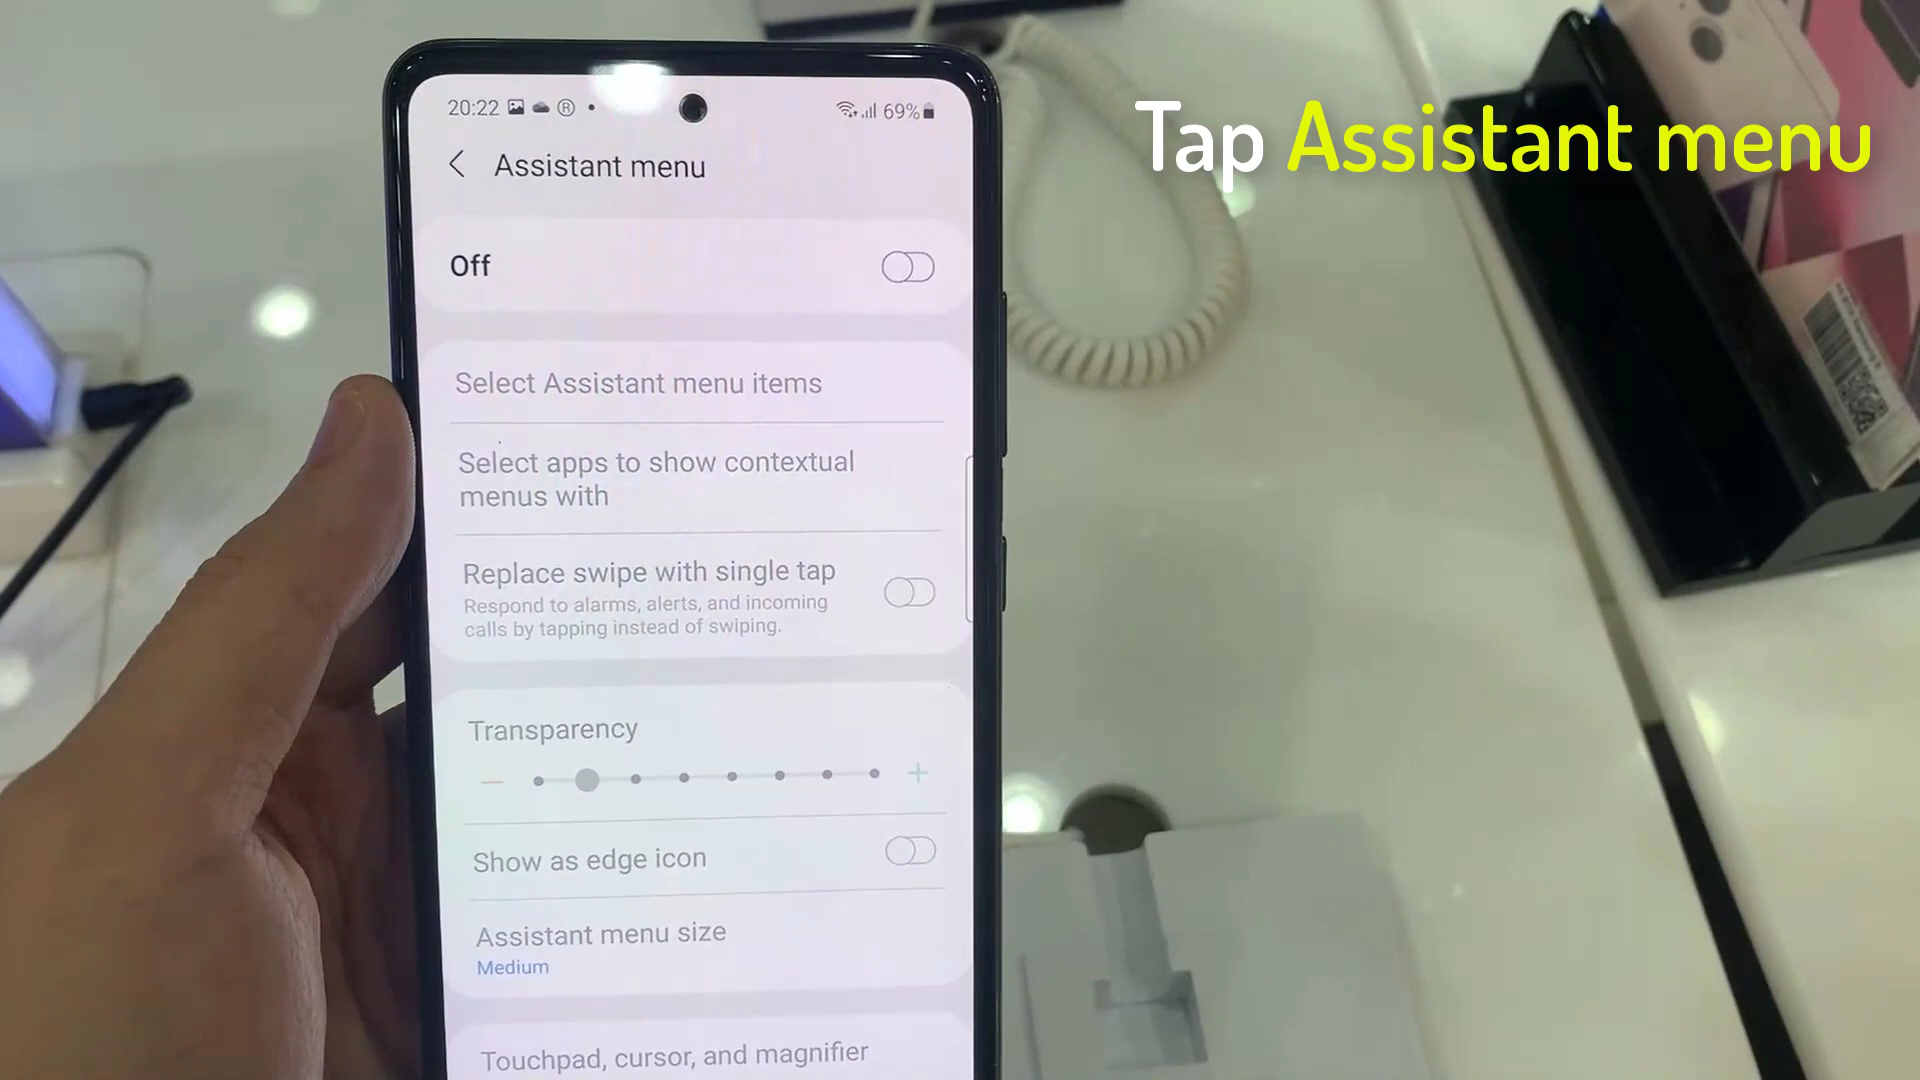 20:22 ® 69%
Tap Assistant menu
Assistant menu
Off
Select Assistant menu items
Select apps to show contextual
menus with
Replace swipe with single tap
Respond to alarms, alerts, and incoming
calls by tapping instead of swiping.
Transparency
Show as edge icon
Assistant menu size
Medium
Touchpad, cursor, and magnifier